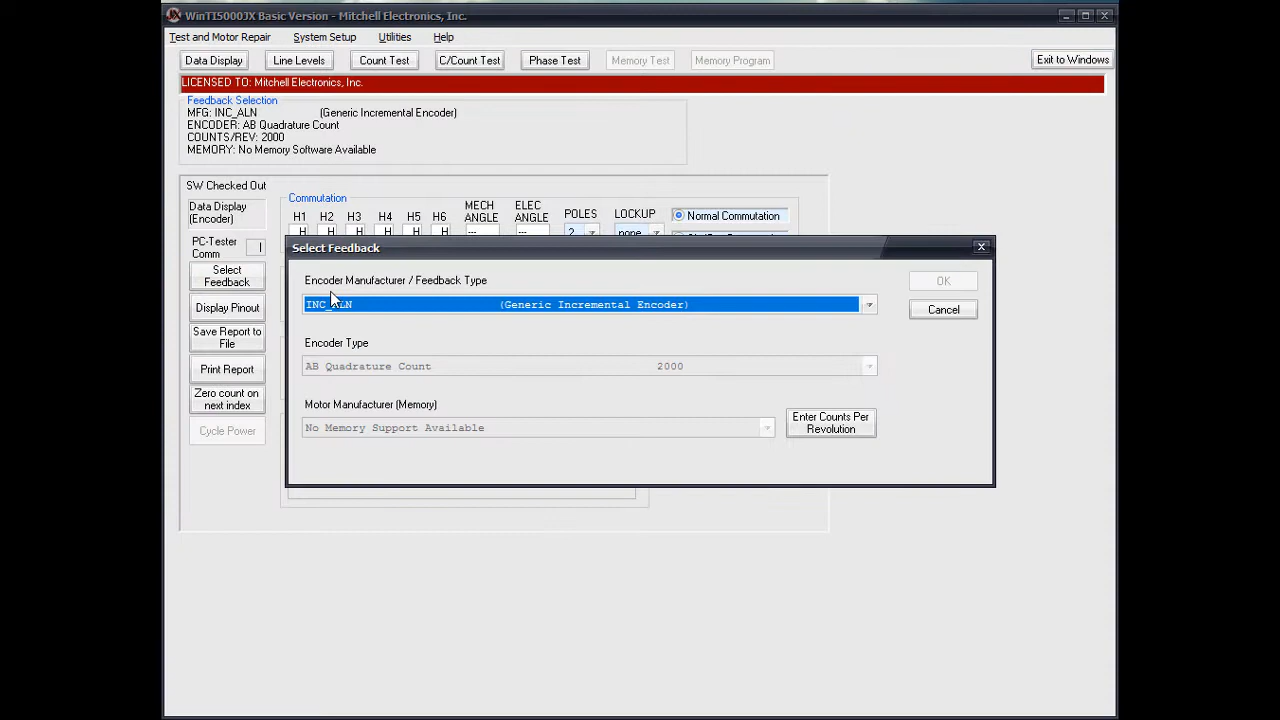 WinTI5000JX Basic Version - Mitchell Electronics, Inc.
Test and Motor Repair System Setup Utilities Help
Data Display Line Levels Count Test C/Count Test Phase Test Memory Test Memory Program Exit to Windows
LICENSED TO: Mitchell Electronics, Inc.
Feedback Selection
MFG: INC_ALN (Generic Incremental Encoder)
ENCODER: AB Quadrature Count
COUNTS/REV: 2000
MEMORY: No Memory Software Available
SW Checked Out
Data Display
(Encoder)
PC-Tester
Comm
Select
Feedback
Display Pinout
Save Report to
File
Print Report
Zero count on
next index
Cycle Power
Commutation
H1 H2 H3 H4 H5 H6 MECH ANGLE ELEC ANGLE POLES LOCKUP Normal Commutation
H H H H H H --- --- 2 none
Select Feedback
Encoder Manufacturer / Feedback Type
INC_ALN (Generic Incremental Encoder)
OK
Cancel
Encoder Type
AB Quadrature Count 2000
Motor Manufacturer (Memory)
No Memory Support Available
Enter Counts Per
Revolution